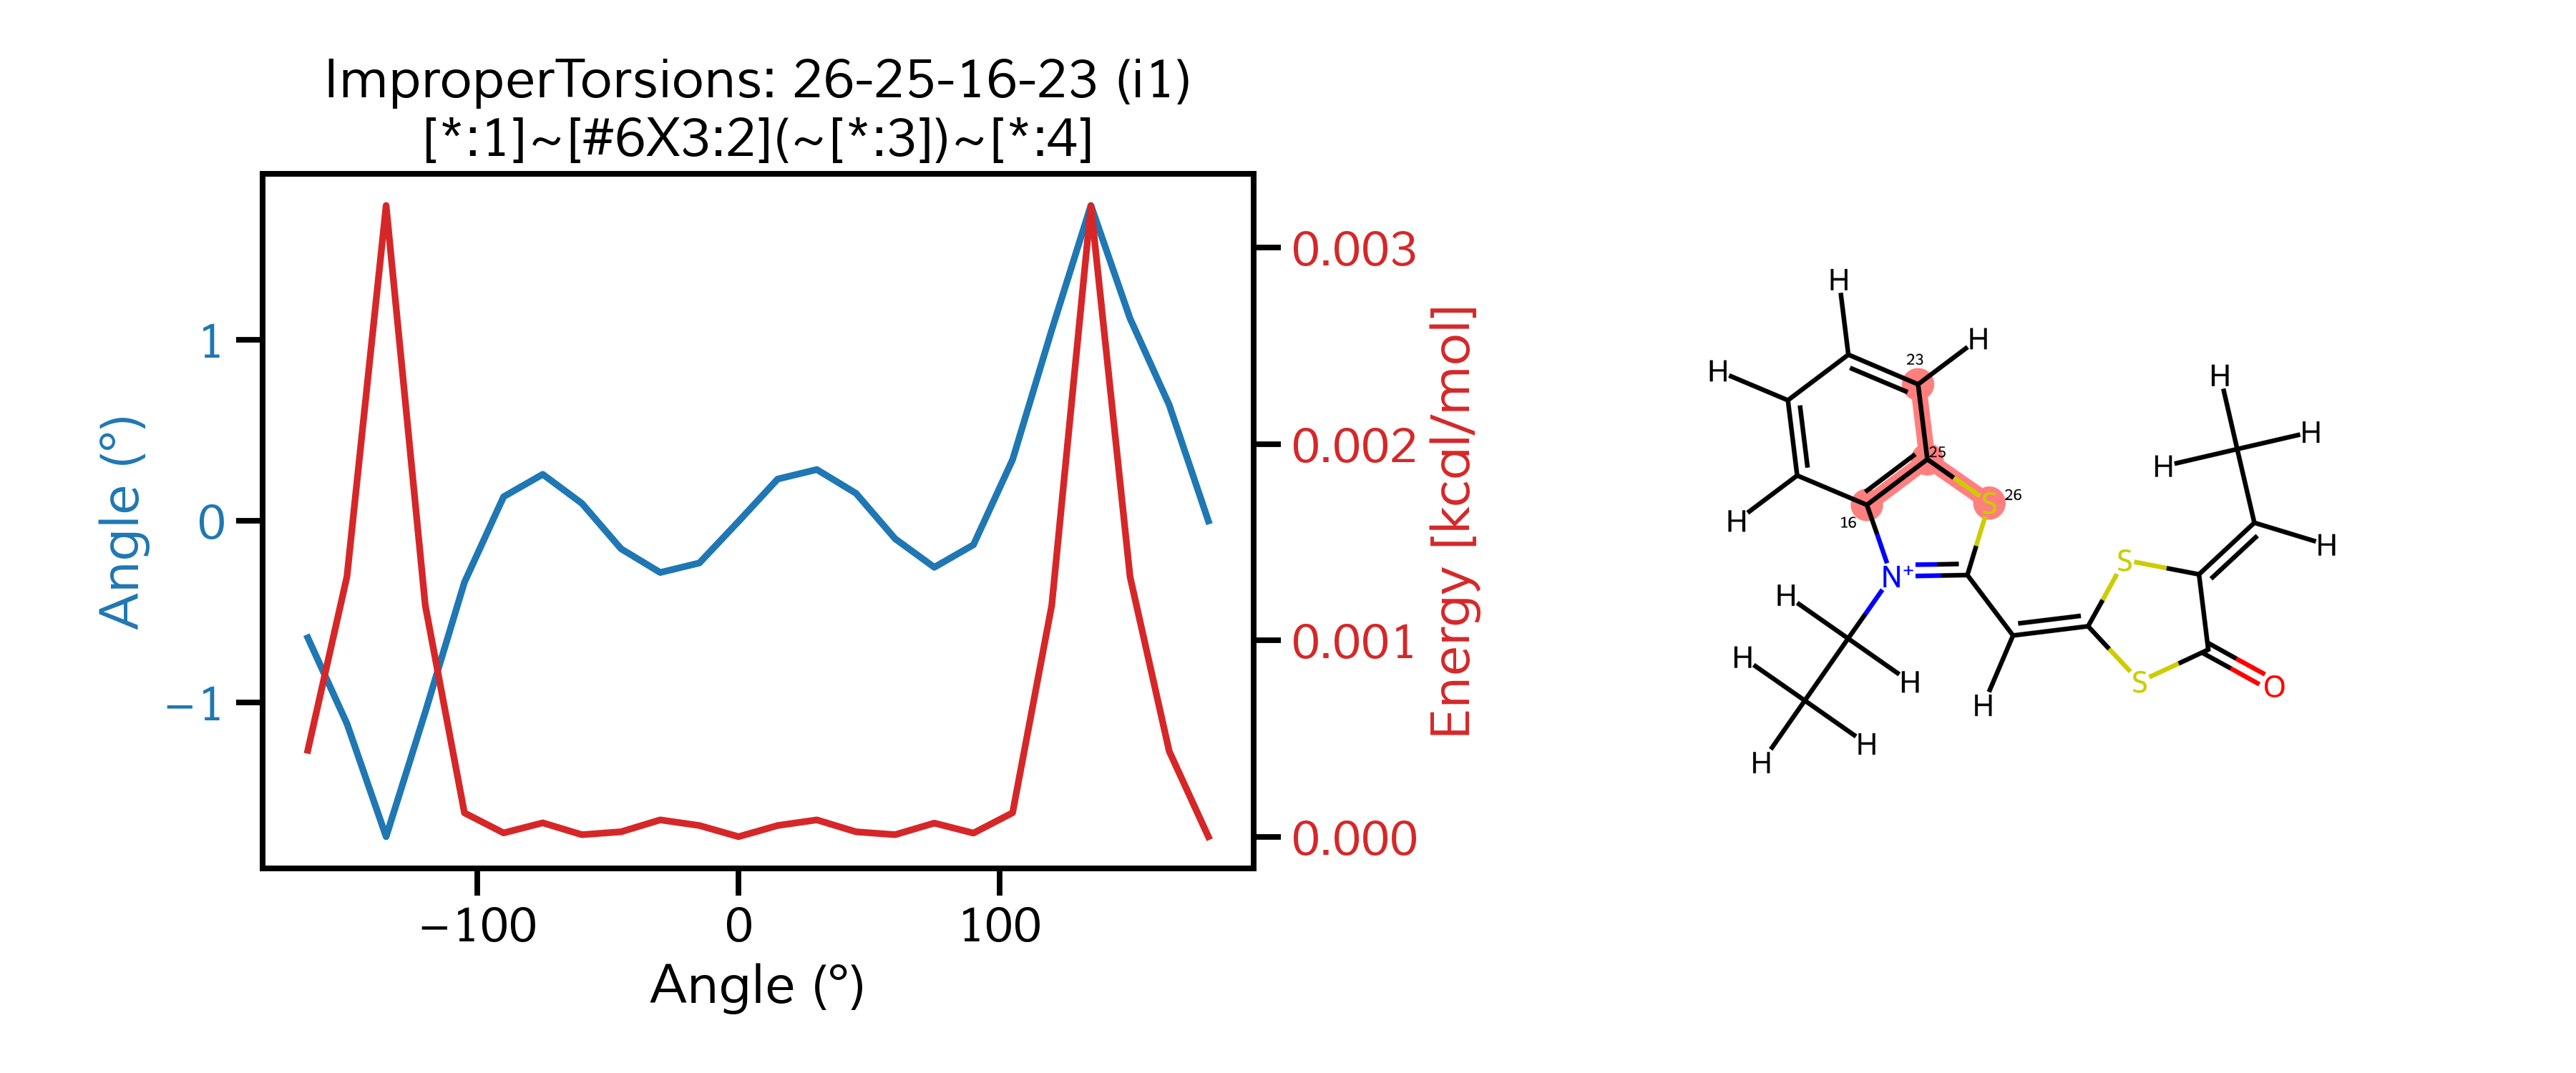 ImproperTorsions: 26-25-16-23 (i1)
[*:1]~[#6X3:2](~[*:3])~[*:4]
Angle (°)
1
0
−1
0.003
0.002
0.001
0.000
Energy [kcal/mol]
−100
0
100
Angle (°)
H
H
23
H
H
H
25
H
S
26
H
16
H
H
S
N⁺
H
H
S
O
H
H
H
H